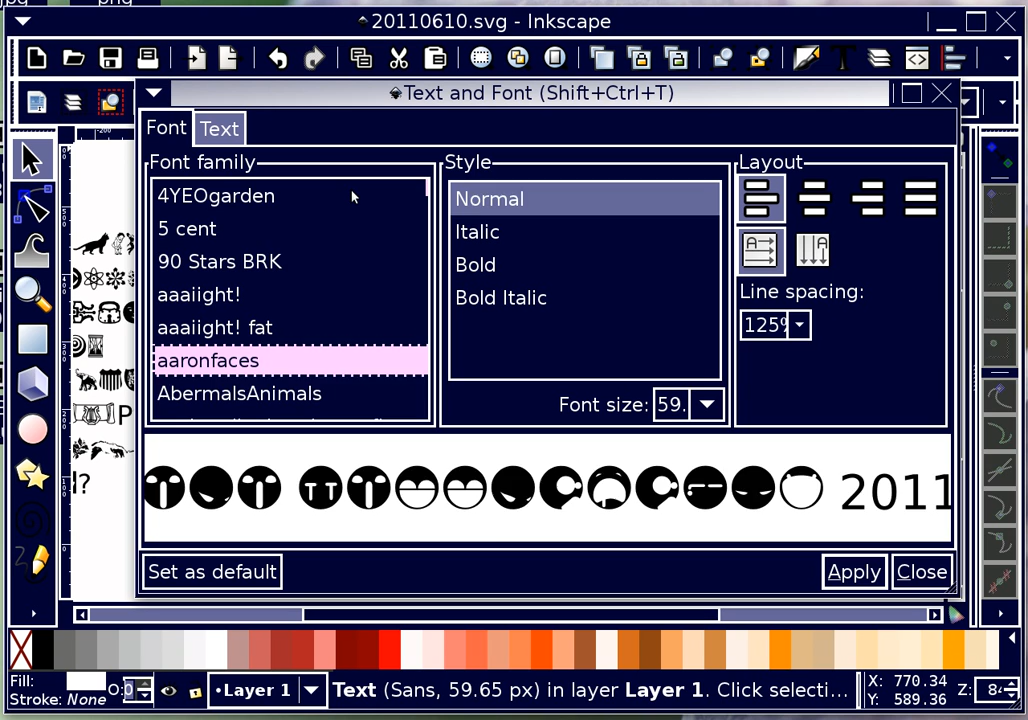 20110610.svg - Inkscape
Text and Font (Shift+Ctrl+T)
Font
Text
Font family
4YEOgarden
5 cent
90 Stars BRK
aaaiight!
aaaiight! fat
aaronfaces
AbermalsAnimals
Style
Normal
Italic
Bold
Bold Italic
Font size: 59.
Layout
Line spacing:
125%
2011
Set as default
Apply
Close
Fill:
Stroke: None
O: 0
•Layer 1
Text (Sans, 59.65 px) in layer Layer 1. Click selecti...
X: 770.34
Y: 589.36
Z: 84